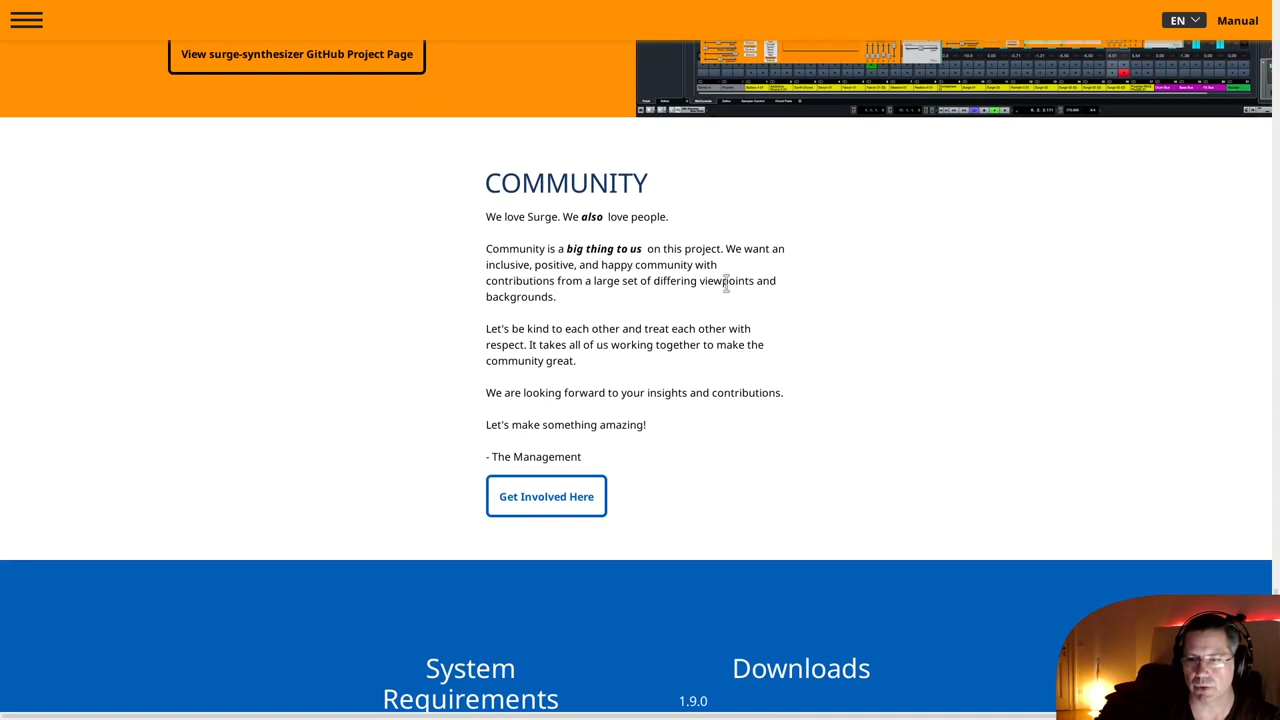 EN
Manual
View surge-synthesizer GitHub Project Page
COMMUNITY
We love Surge. We also love people.
Community is a big thing to us on this project. We want an
inclusive, positive, and happy community with
contributions from a large set of differing viewpoints and
backgrounds.
Let's be kind to each other and treat each other with
respect. It takes all of us working together to make the
community great.
We are looking forward to your insights and contributions.
Let's make something amazing!
- The Management
Get Involved Here
System
Requirements
Downloads
1.9.0